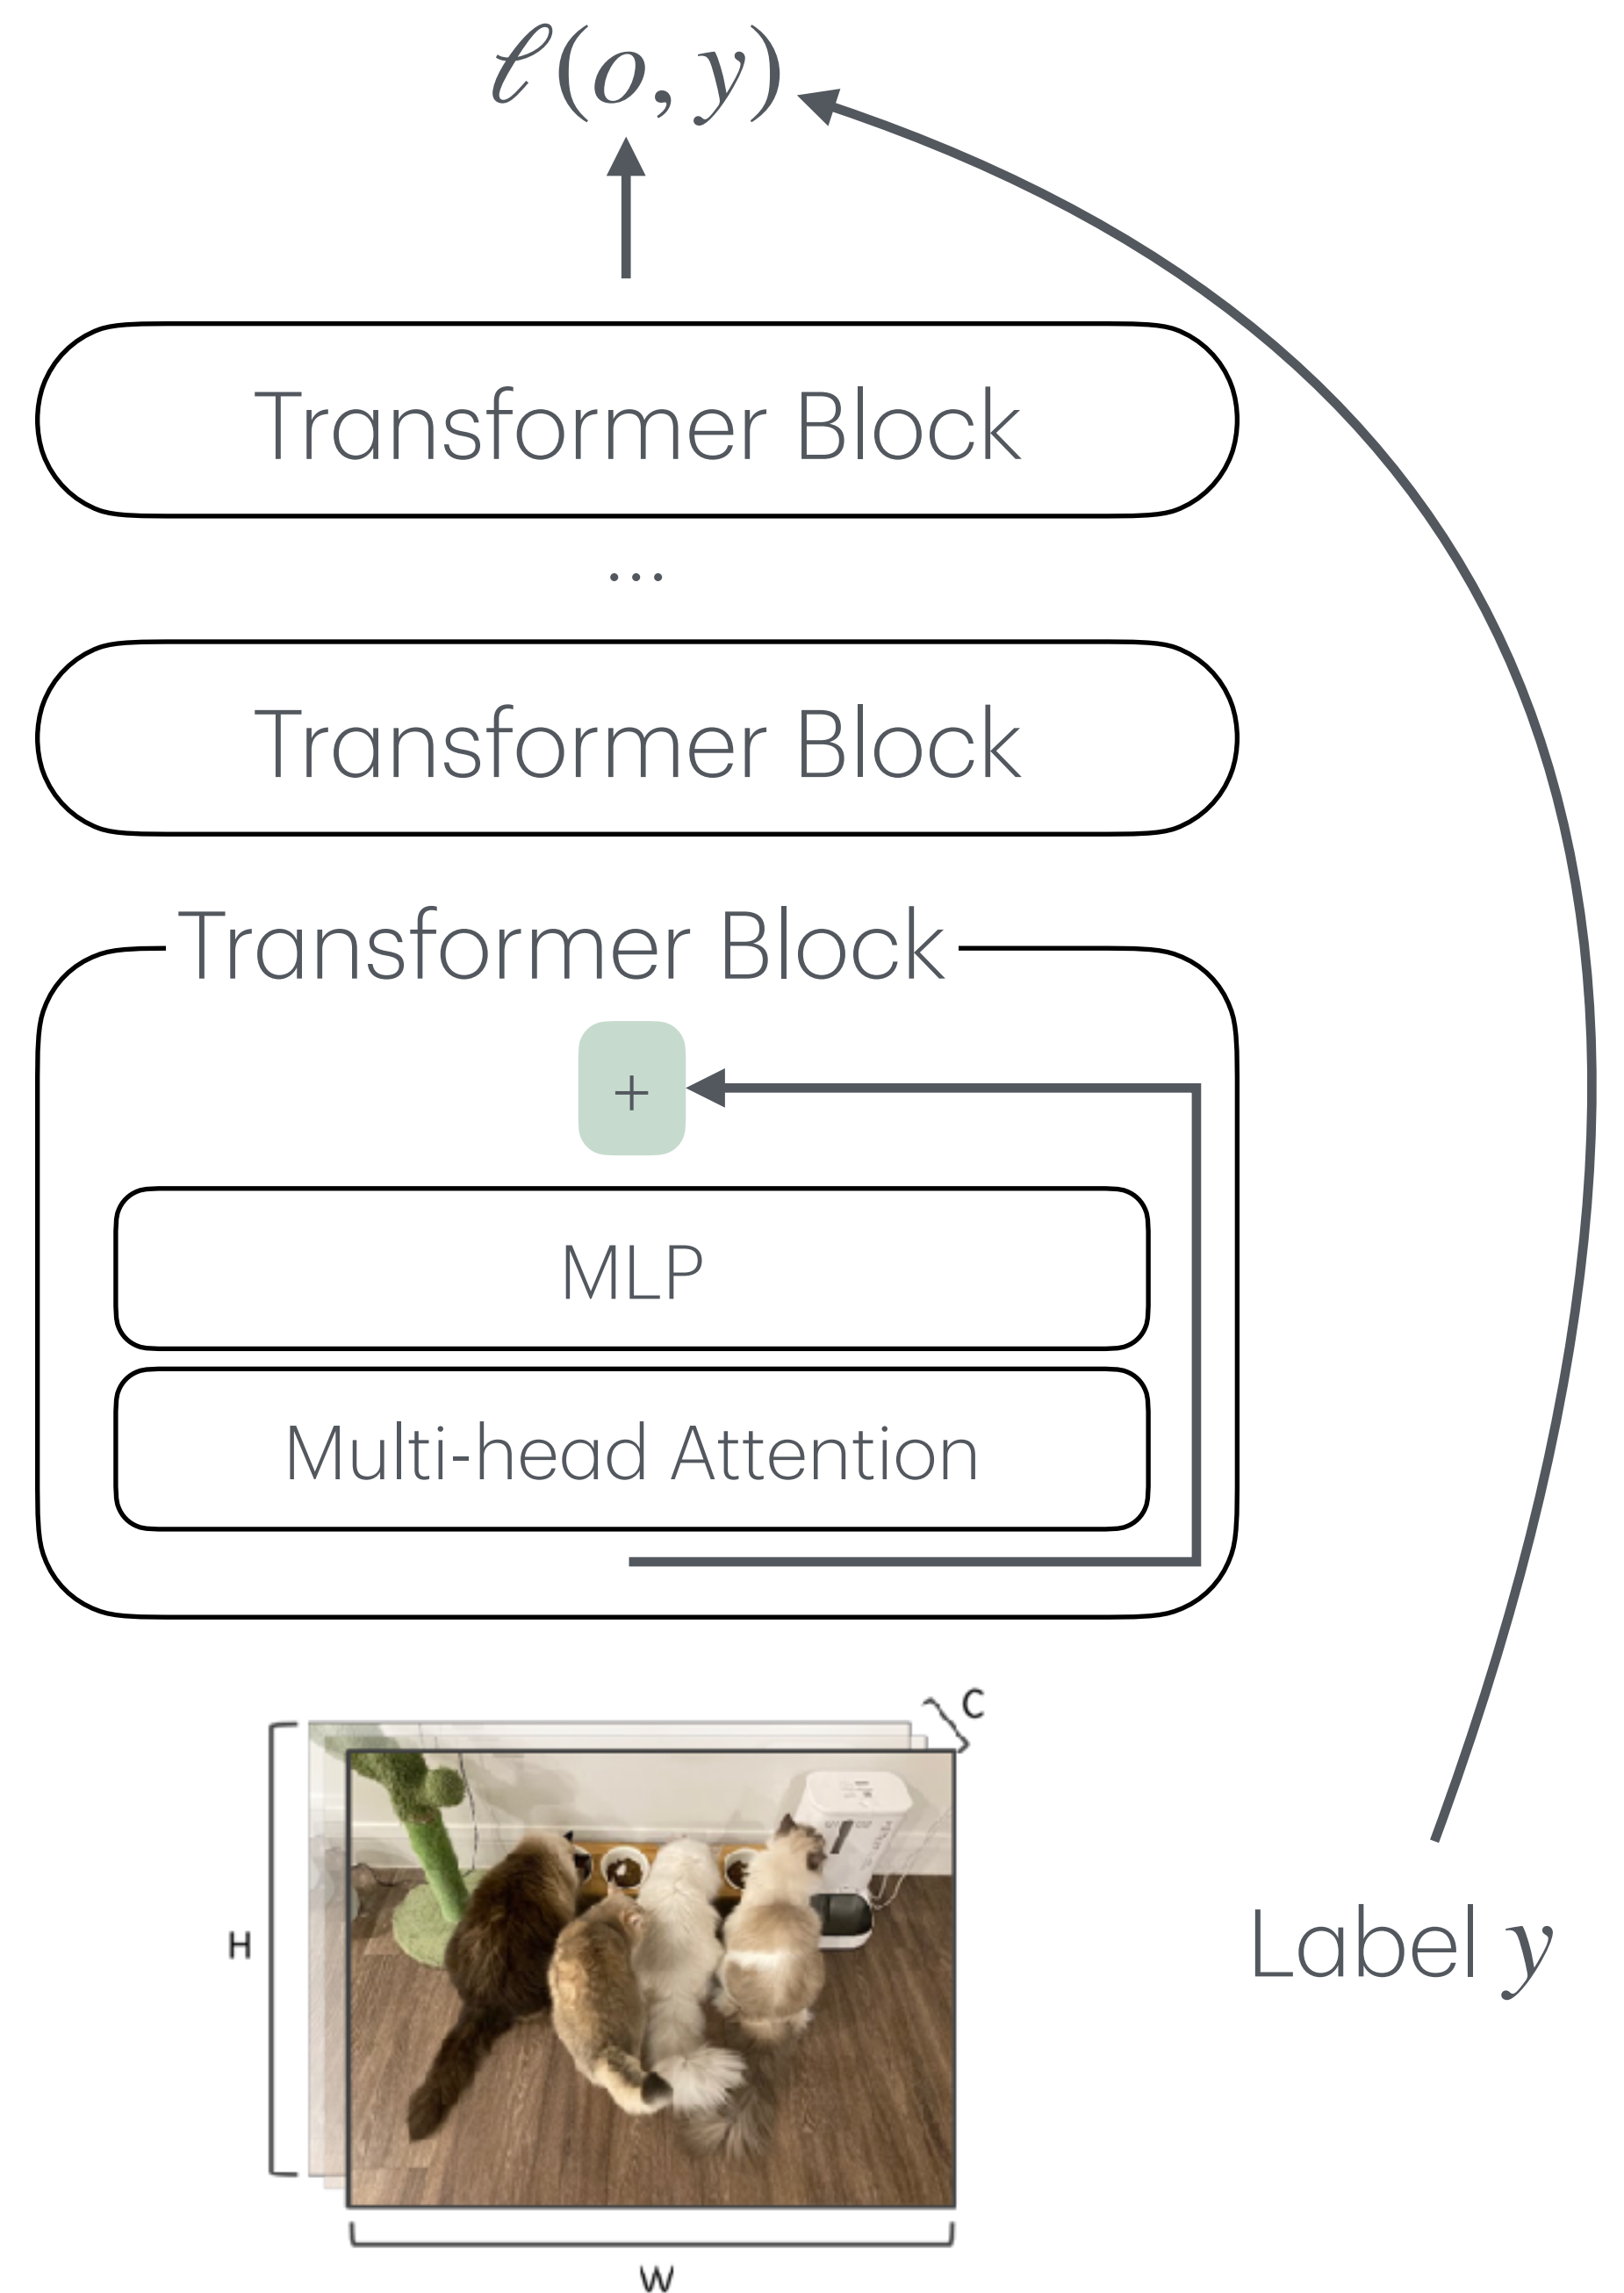 ℓ(o, y)
Transformer Block
...
Transformer Block
Transformer Block
+
MLP
Multi-head Attention
C
H
Label y
W